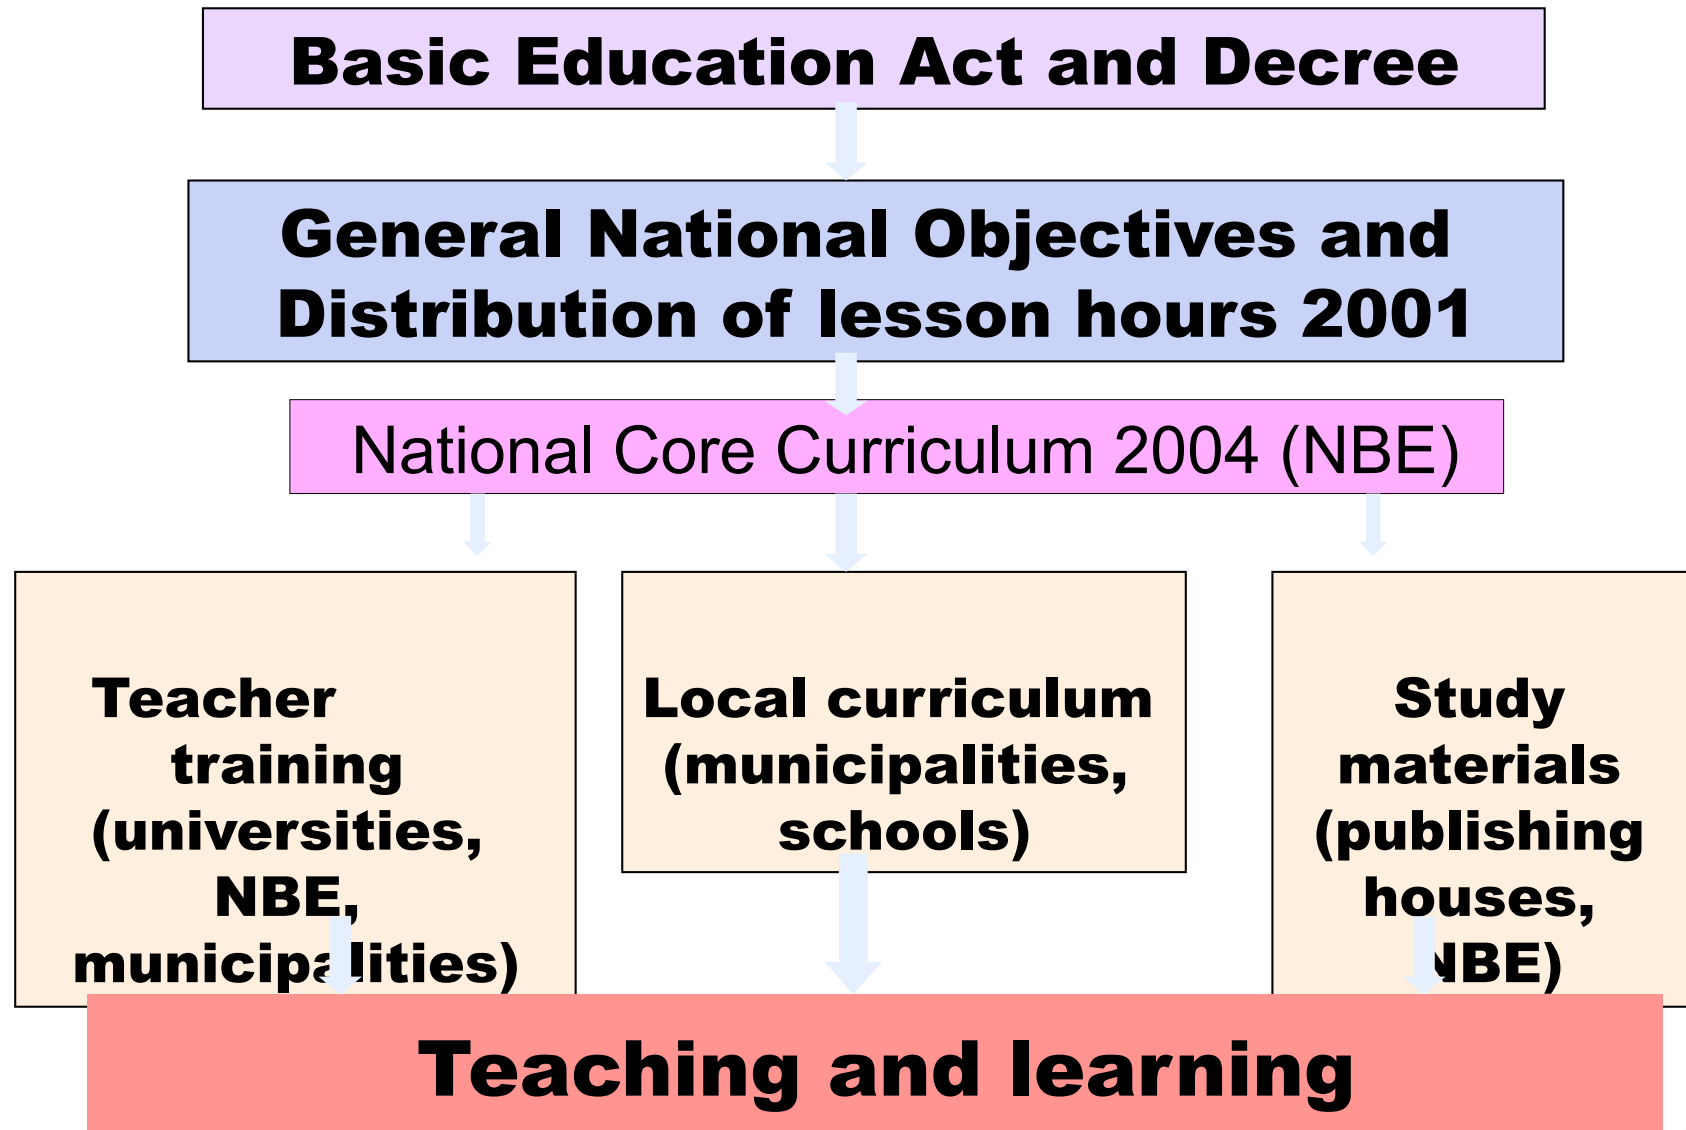 Basic Education Act and Decree
General National Objectives and
Distribution of lesson hours 2001
National Core Curriculum 2004 (NBE)
Teacher
training
(universities,
NBE,
municipalities)
Local curriculum
(municipalities,
schools)
Study
materials
(publishing
houses,
NBE)
Teaching and learning